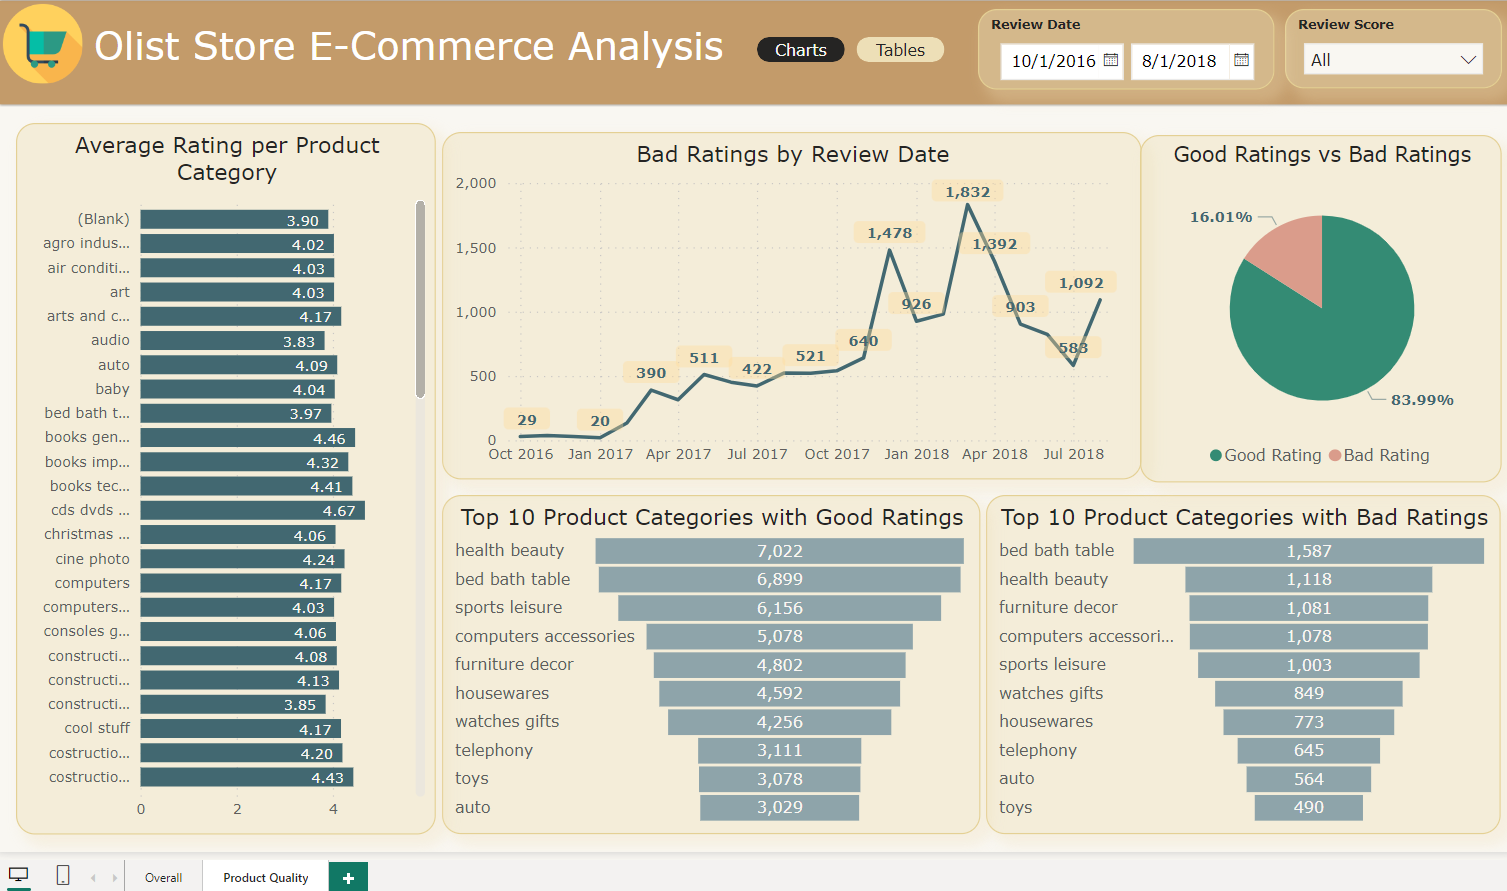 Olist Store E-Commerce Analysis
Charts
Tables
Review Date
10/1/2016
8/1/2018
Review Score
All
Average Rating per Product
Category
(Blank) 3.90
agro indus... 4.02
air conditi... 4.03
art 4.03
arts and c... 4.17
audio 3.83
auto 4.09
baby 4.04
bed bath t... 3.97
books gen... 4.46
books imp... 4.32
books tec... 4.41
cds dvds ... 4.67
christmas ... 4.06
cine photo 4.24
computers 4.17
computers... 4.03
consoles g... 4.06
constructi... 4.08
constructi... 4.13
constructi... 3.85
cool stuff 4.17
costructio... 4.20
costructio... 4.43
0 2 4
Bad Ratings by Review Date
2,000
1,500
1,000
500
0
29
20
390
511
422
521
640
1,478
926
1,832
1,392
903
583
1,092
Oct 2016 Jan 2017 Apr 2017 Jul 2017 Oct 2017 Jan 2018 Apr 2018 Jul 2018
Good Ratings vs Bad Ratings
16.01%
83.99%
Good Rating Bad Rating
Top 10 Product Categories with Good Ratings
health beauty 7,022
bed bath table 6,899
sports leisure 6,156
computers accessories 5,078
furniture decor 4,802
housewares 4,592
watches gifts 4,256
telephony 3,111
toys 3,078
auto 3,029
Top 10 Product Categories with Bad Ratings
bed bath table 1,587
health beauty 1,118
furniture decor 1,081
computers accessori... 1,078
sports leisure 1,003
watches gifts 849
housewares 773
telephony 645
auto 564
toys 490
Overall
Product Quality
+